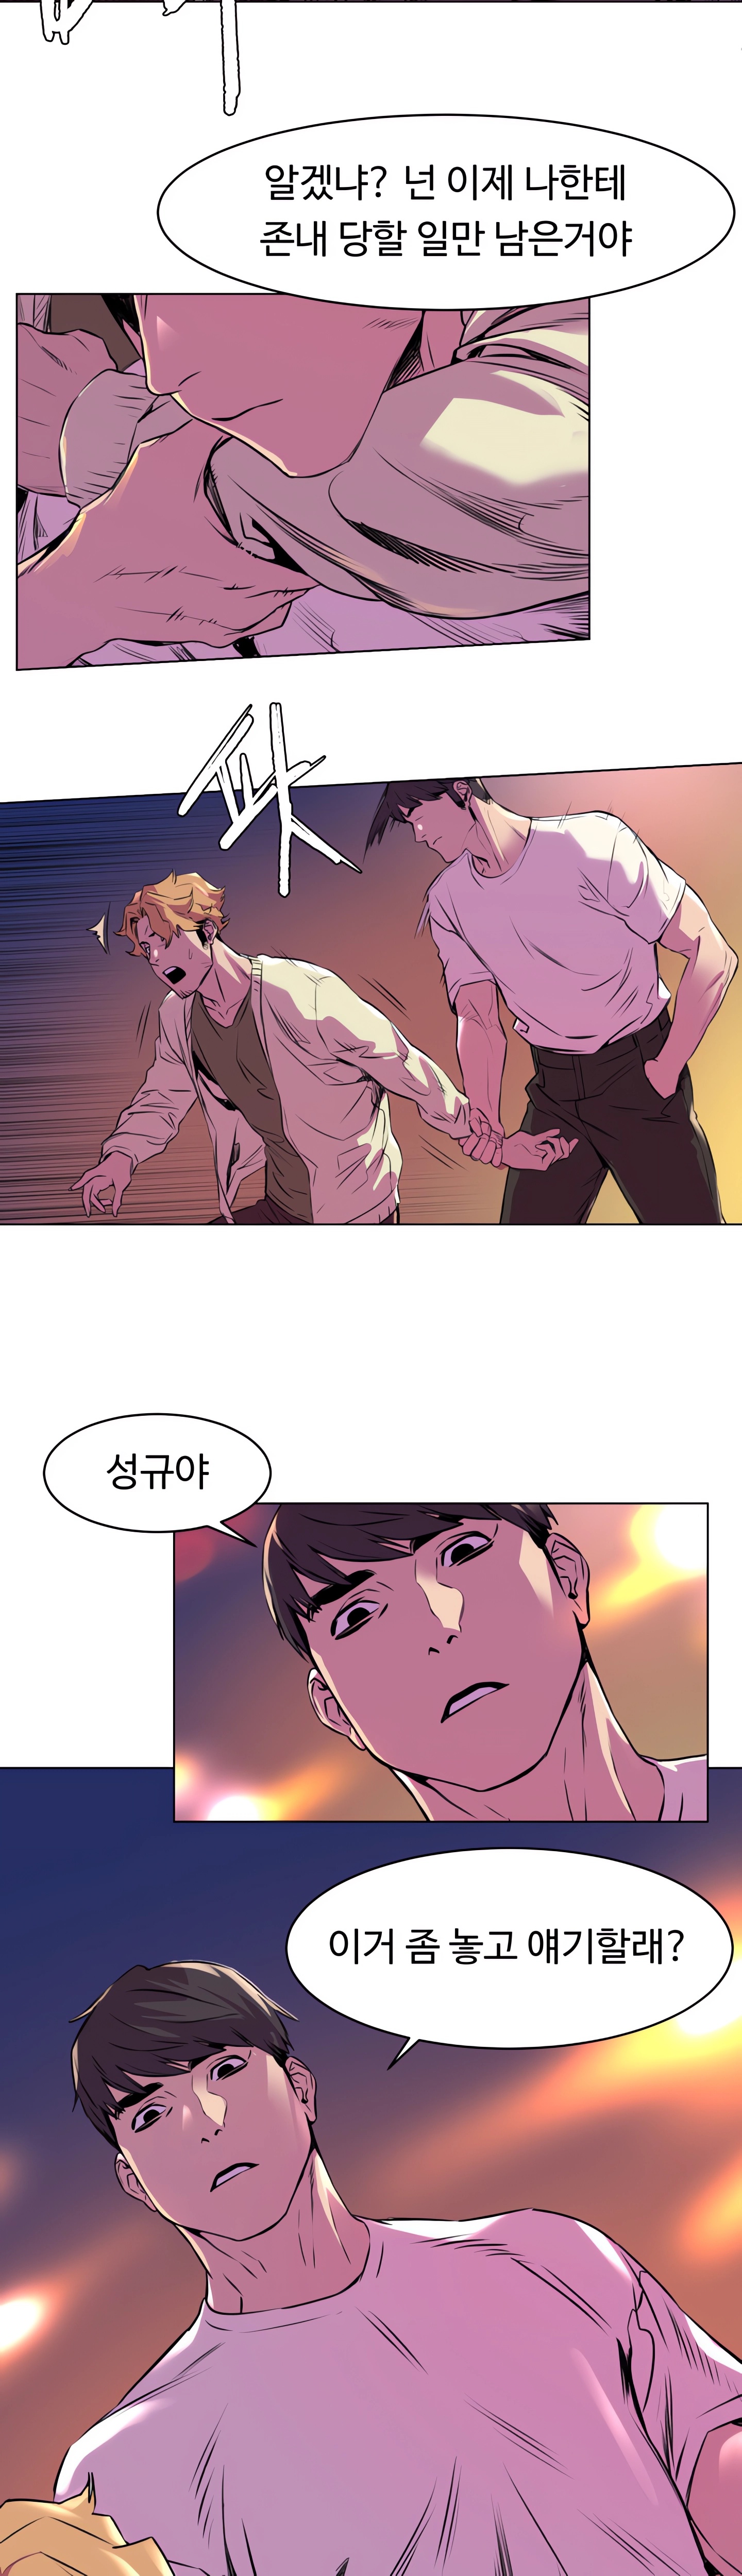 알겠냐? 넌 이제 나한테
존내 당할 일만 남은거야
팟
성규야
이거 좀 놓고 얘기할래?